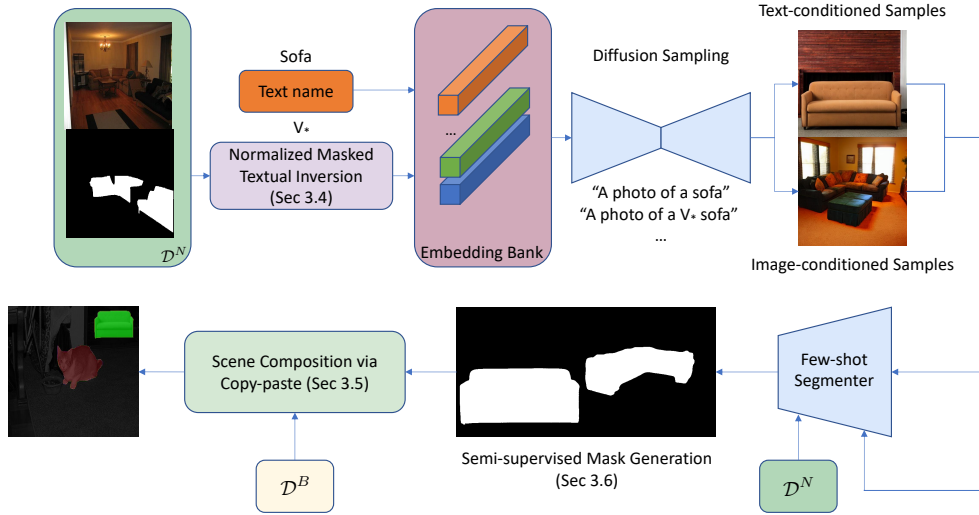 Sofa
Text name
V*
Normalized Masked
Textual Inversion
(Sec 3.4)
𝒟^N
...
Embedding Bank
Diffusion Sampling
“A photo of a sofa”
“A photo of a V* sofa”
...
Text-conditioned Samples
Image-conditioned Samples
Scene Composition via
Copy-paste (Sec 3.5)
𝒟^B
Semi-supervised Mask Generation
(Sec 3.6)
Few-shot
Segmenter
𝒟^N